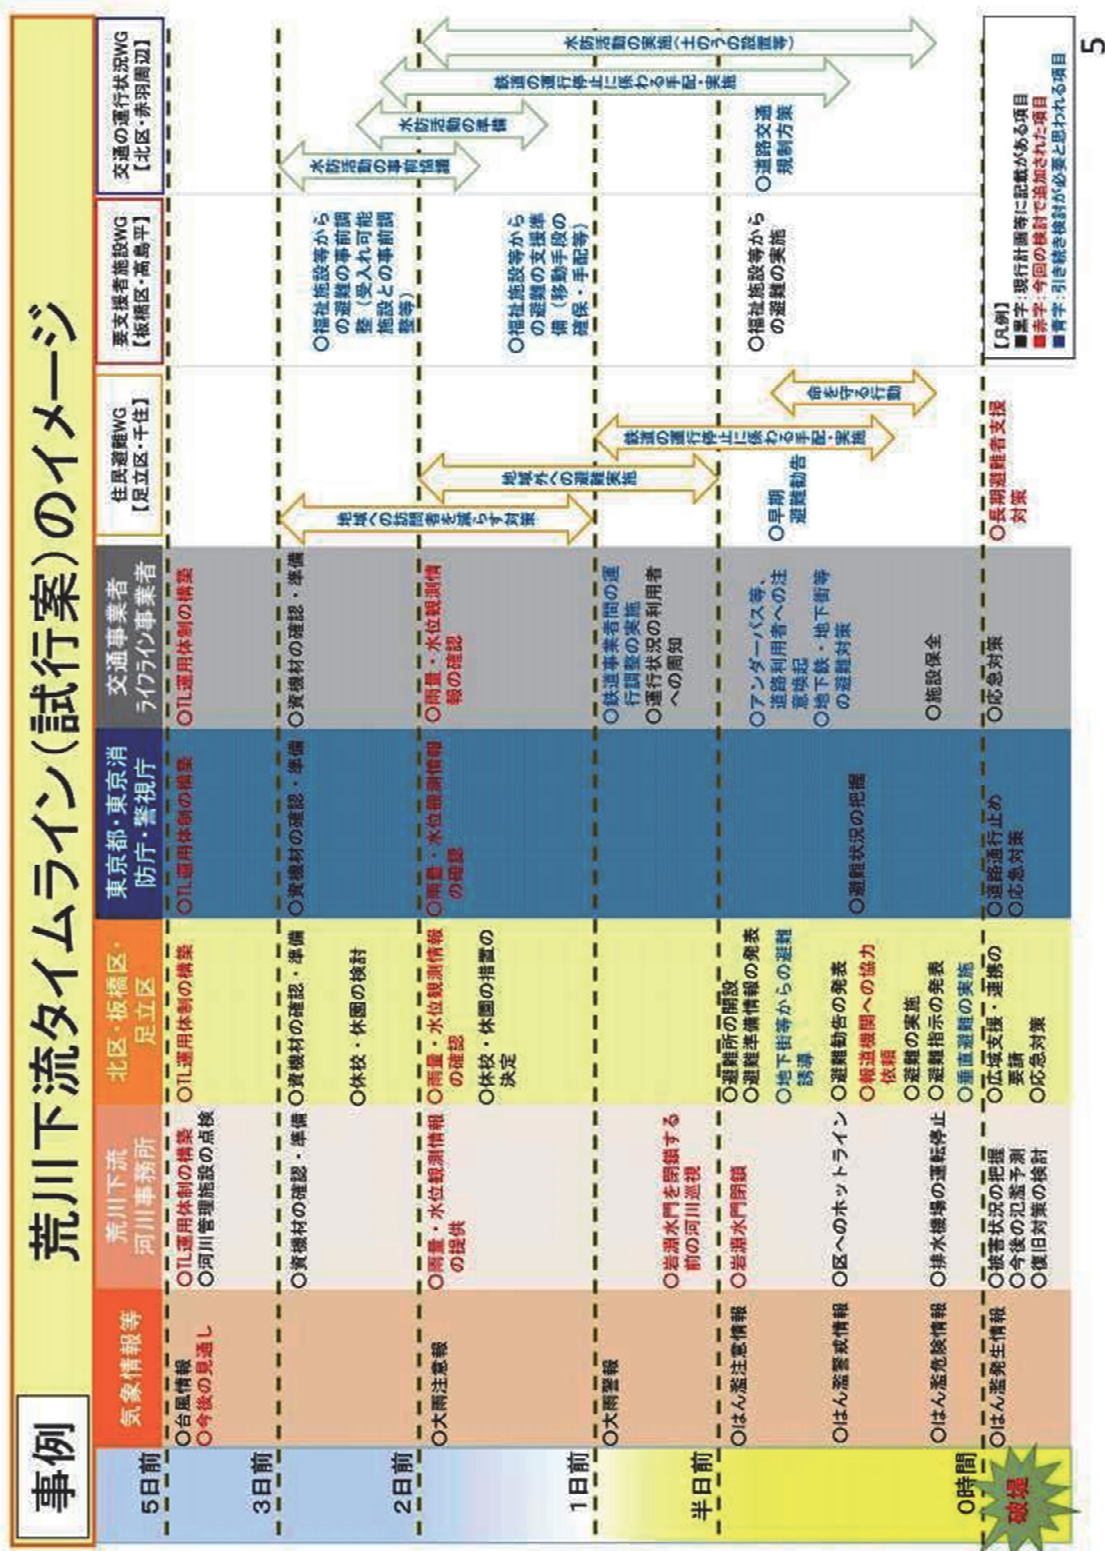 事例
荒川下流タイムライン(試行案)のイメージ
気象情報等
荒川下流
河川事務所
北区・板橋区・
足立区
東京都・東京消
防庁・警視庁
交通事業者
ライフライン事業者
住民避難WG
【足立区・千住】
要支援者施設WG
【板橋区・高島平】
交通の運行状況WG
【北区・赤羽周辺】
5日前
○台風情報
○今後の見通し
○TL運用体制の構築
○河川管理施設の点検
○TL運用体制の構築
○TL運用体制の構築
○TL運用体制の構築
3日前
○資機材の確認・準備
○資機材の確認・準備
○休校・休園の検討
○資機材の確認・準備
○資機材の確認・準備
地域への訪問者を減らす対策
○福祉施設等から
の避難の事前調
整（受入れ可能
施設との事前調
整等）
水防活動の事前協議
水防活動の準備
鉄道の運行停止に係わる手配・実施
水防活動の実施(土のうの設置等)
2日前
○大雨注意報
○雨量・水位観測情報
の提供
○雨量・水位観測情報
の確認
○休校・休園の措置の
決定
○雨量・水位観測情報
の確認
○雨量・水位観測情
報の確認
地域外への避難実施
○福祉施設等から
の避難の支援準
備（移動手段の
確保・手配等）
1日前
○大雨警報
○岩淵水門を閉鎖する
前の河川巡視
○鉄道事業者間の運
行調整の実施
○運行状況の利用者
への周知
鉄道の運行停止に係わる手配・実施
半日前
○はん濫注意情報
○はん濫警戒情報
○はん濫危険情報
○岩淵水門閉鎖
○区へのホットライン
○排水機場の運転停止
○避難所の開設
○避難準備情報の発表
○地下街等からの避難
誘導
○避難勧告の発表
○報道機関への協力
依頼
○避難の実施
○避難指示の発表
○垂直避難の実施
○避難状況の把握
○アンダーパス等、
道路利用者への注
意喚起
○地下鉄・地下街等
の避難対策
○施設保全
○早期
避難勧告
命を守る行動
○福祉施設等から
の避難の実施
○道路交通
規制方策
0時間
破堤
○はん濫発生情報
○被害状況の把握
○今後の氾濫予測
○復旧対策の検討
○広域支援・連携の
要請
○応急対策
○道路通行止め
○応急対策
○応急対策
○長期避難者支援
対策
【凡例】
■黒字:現行計画等に記載がある項目
■赤字:今回の検討で追加された項目
■青字:引き続き検討が必要と思われる項目
5